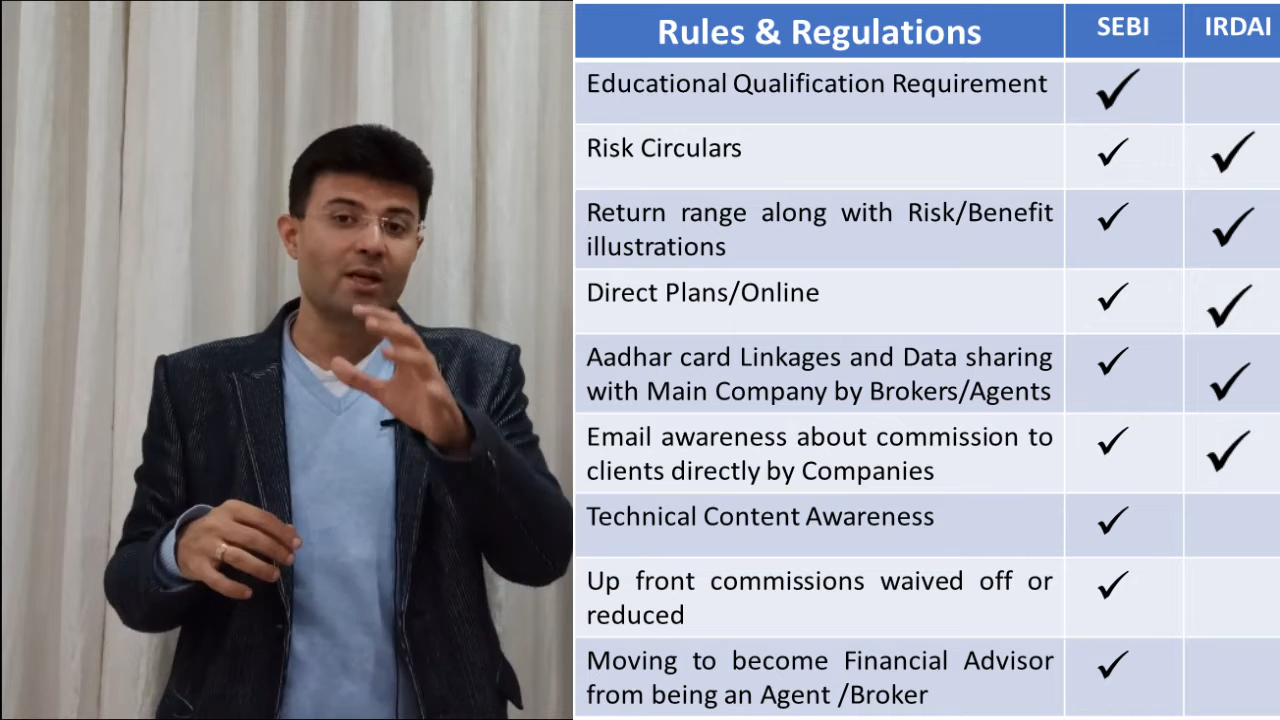 Rules & Regulations SEBI IRDAI
Educational Qualification Requirement ✓
Risk Circulars ✓ ✓
Return range along with Risk/Benefit ✓ ✓
illustrations
Direct Plans/Online ✓ ✓
Aadhar card Linkages and Data sharing ✓ ✓
with Main Company by Brokers/Agents
Email awareness about commission to ✓ ✓
clients directly by Companies
Technical Content Awareness ✓
Up front commissions waived off or ✓
reduced
Moving to become Financial Advisor ✓
from being an Agent /Broker